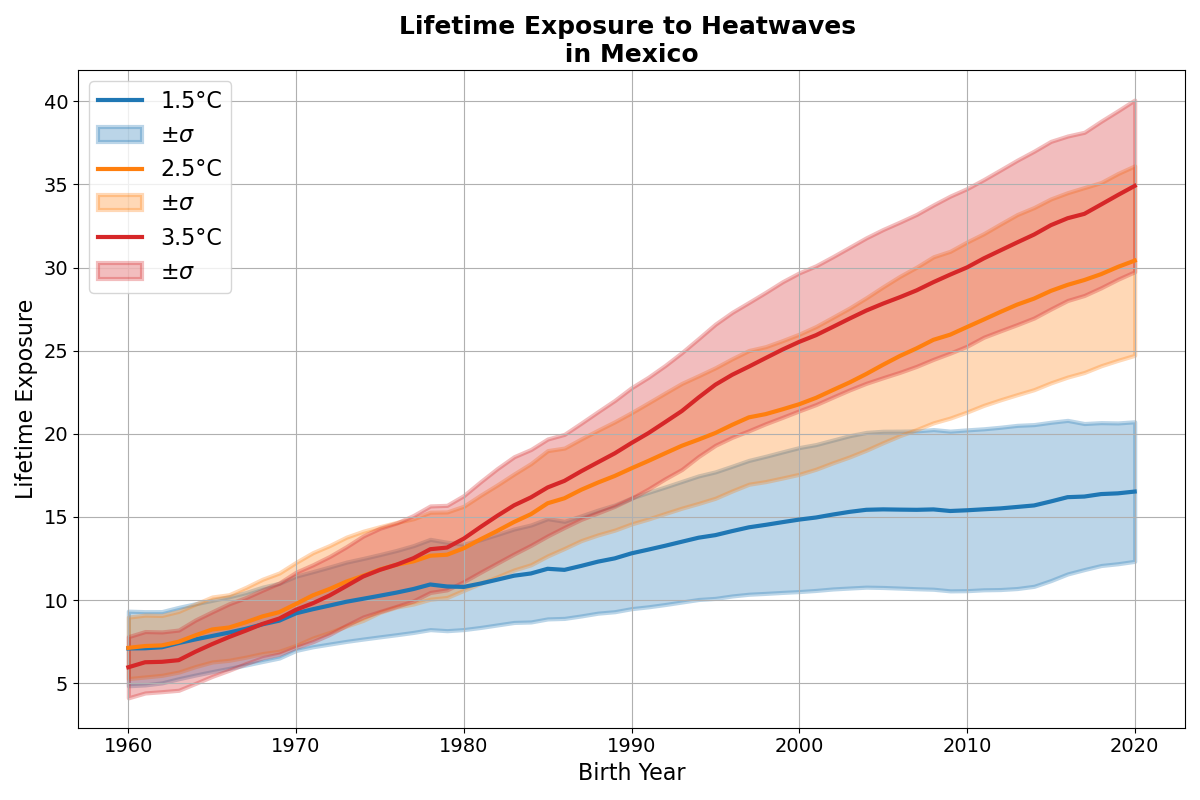 Lifetime Exposure to Heatwaves
in Mexico
1.5°C
±σ
2.5°C
±σ
3.5°C
±σ
40
35
30
25
20
15
10
5
Lifetime Exposure
1960 1970 1980 1990 2000 2010 2020
Birth Year